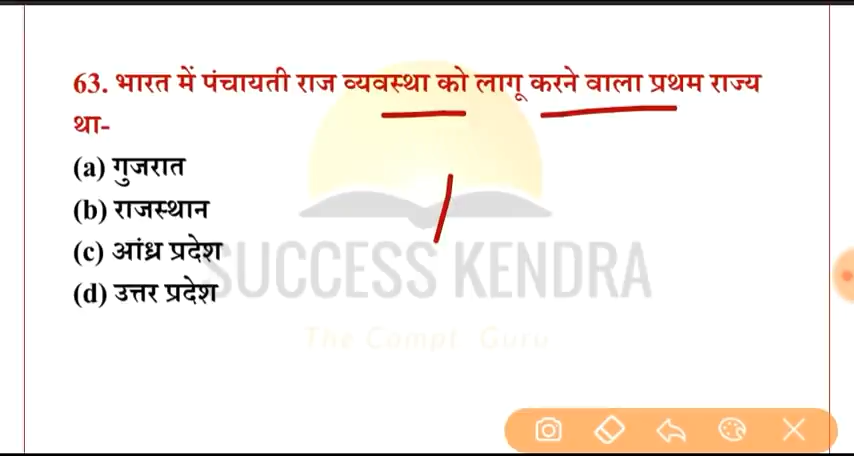 63. भारत में पंचायती राज व्यवस्था को लागू करने वाला प्रथम राज्य
था-
(a) गुजरात
(b) राजस्थान
(c) आंध्र प्रदेश
(d) उत्तर प्रदेश
SUCCESS KENDRA
The Compt. Guru